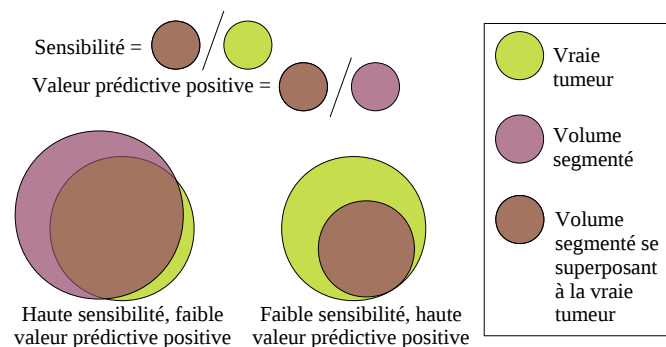 Sensibilité =
Valeur prédictive positive =
Vraie
tumeur
Volume
segmenté
Volume
segmenté se
superposant
à la vraie
tumeur
Haute sensibilité, faible
valeur prédictive positive
Faible sensibilité, haute
valeur prédictive positive